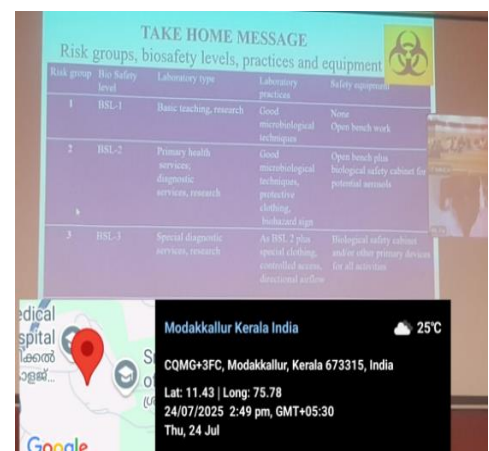 TAKE HOME MESSAGE
Risk groups, biosafety levels, practices and equipment
Risk group
Bio Safety
level
Laboratory type
Laboratory
practices
Safety equipment
1
BSL-1
Basic teaching, research
Good
microbiological
techniques
None
Open bench work
2
BSL-2
Primary health
services;
diagnostic
services, research
Good
microbiological
techniques,
protective
clothing,
biohazard sign
Open bench plus
biological safety cabinet for
potential aerosols
3
BSL-3
Special diagnostic
services, research
As BSL 2 plus
special clothing,
controlled access,
directional airflow
Biological safety cabinet
and/or other primary devices
for all activities
edical
spital
ിക്കൽ
ളേജ്...
Google
Modakkallur Kerala India
25°C
CQMG+3FC, Modakkallur, Kerala 673315, India
Lat: 11.43 | Long: 75.78
24/07/2025 2:49 pm, GMT+05:30
Thu, 24 Jul